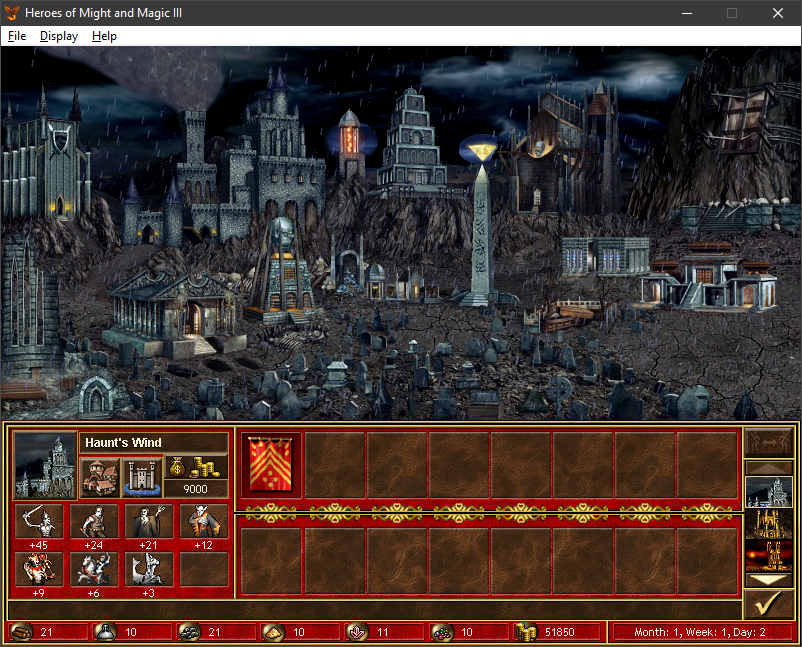 Heroes of Might and Magic III
File Display Help
Haunt's Wind
9000
+45 +24 +21 +12
+9 +6 +3
21 10 21 10 11 10 51850 Month: 1, Week: 1, Day: 2